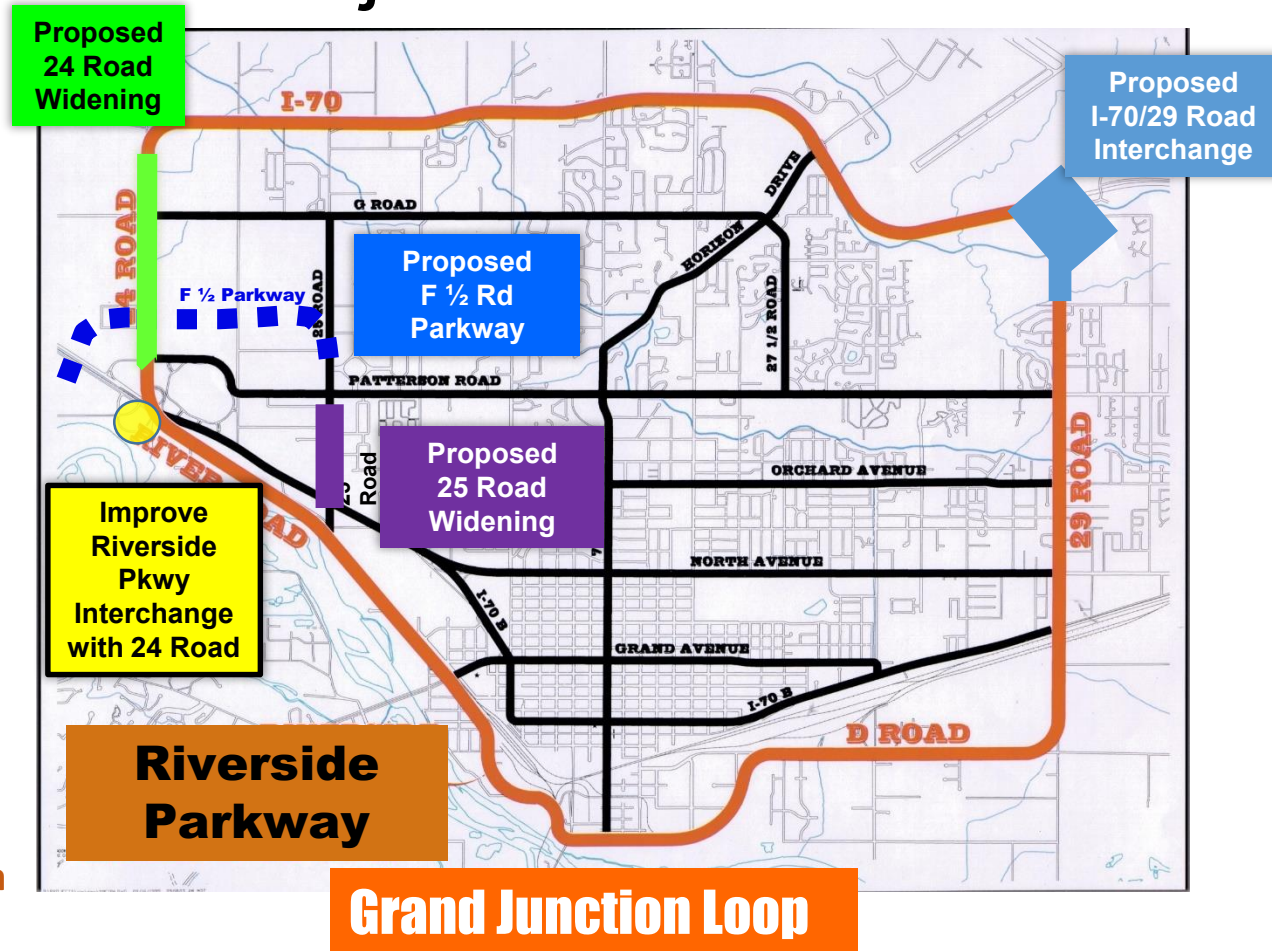 Proposed
24 Road
Widening
I-70
Proposed
I-70/29 Road
Interchange
DRIVE
HORIZON
G ROAD
24 ROAD
F ½ Parkway
25 ROAD
Proposed
F ½ Rd
Parkway
27 1/2 ROAD
PATTERSON ROAD
29 ROAD
Road
Proposed
25 Road
Widening
ORCHARD AVENUE
Improve
Riverside
Pkwy
Interchange
with 24 Road
NORTH AVENUE
I-70 B
GRAND AVENUE
I-70 B
D ROAD
Riverside
Parkway
Grand Junction Loop